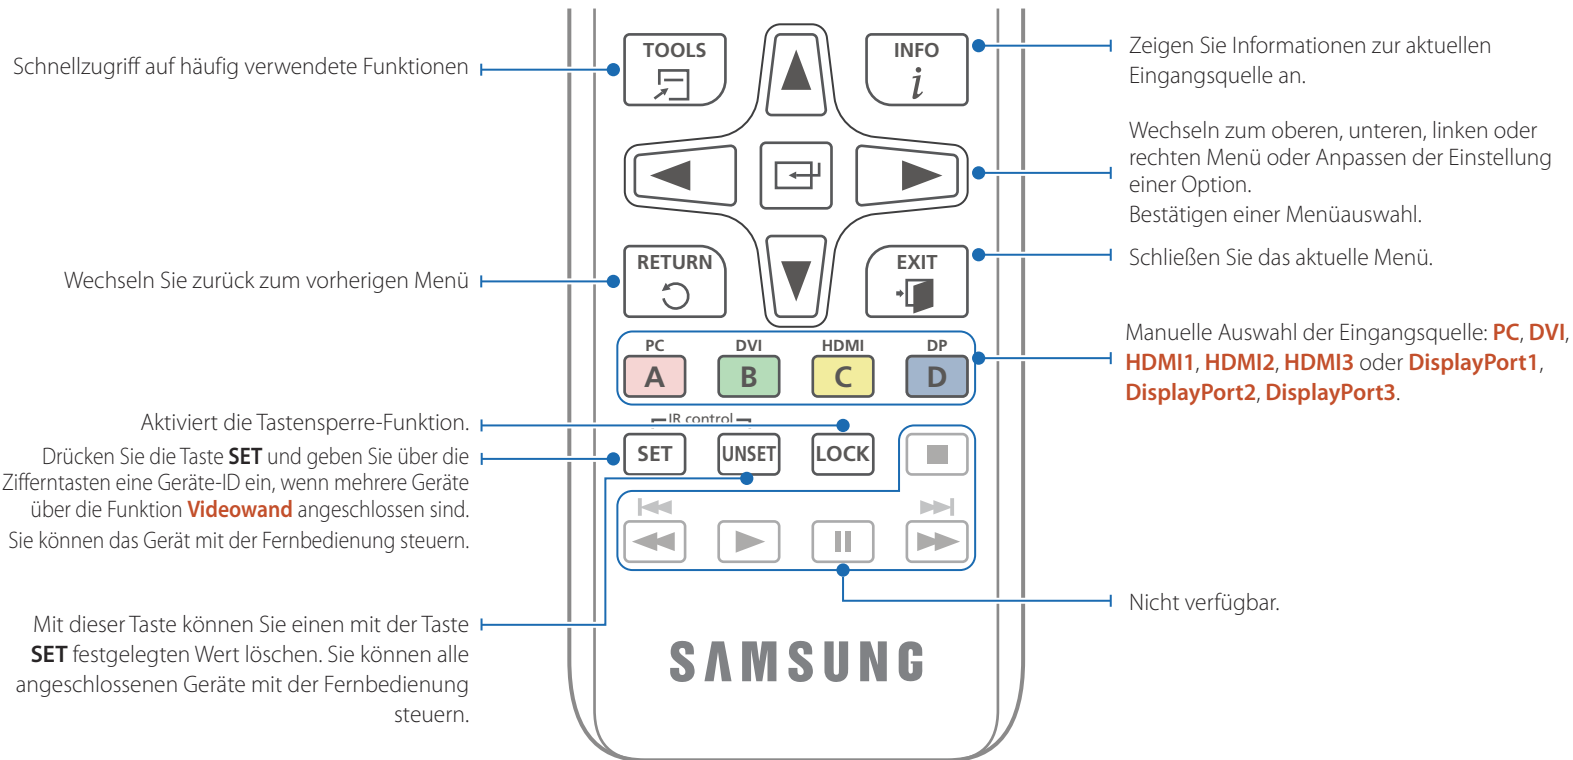 Schnellzugriff auf häufig verwendete Funktionen
TOOLS
INFO
i
Zeigen Sie Informationen zur aktuellen
Eingangsquelle an.
Wechseln zum oberen, unteren, linken oder
rechten Menü oder Anpassen der Einstellung
einer Option.
Bestätigen einer Menüauswahl.
Wechseln Sie zurück zum vorherigen Menü
RETURN
EXIT
Schließen Sie das aktuelle Menü.
PC
DVI
HDMI
DP
A
B
C
D
Manuelle Auswahl der Eingangsquelle: PC, DVI,
HDMI1, HDMI2, HDMI3 oder DisplayPort1,
DisplayPort2, DisplayPort3.
Aktiviert die Tastensperre-Funktion.
IR control
SET
UNSET
LOCK
Drücken Sie die Taste SET und geben Sie über die
Zifferntasten eine Geräte-ID ein, wenn mehrere Geräte
über die Funktion Videowand angeschlossen sind.
Sie können das Gerät mit der Fernbedienung steuern.
Nicht verfügbar.
Mit dieser Taste können Sie einen mit der Taste
SET festgelegten Wert löschen. Sie können alle
angeschlossenen Geräte mit der Fernbedienung
steuern.
SAMSUNG